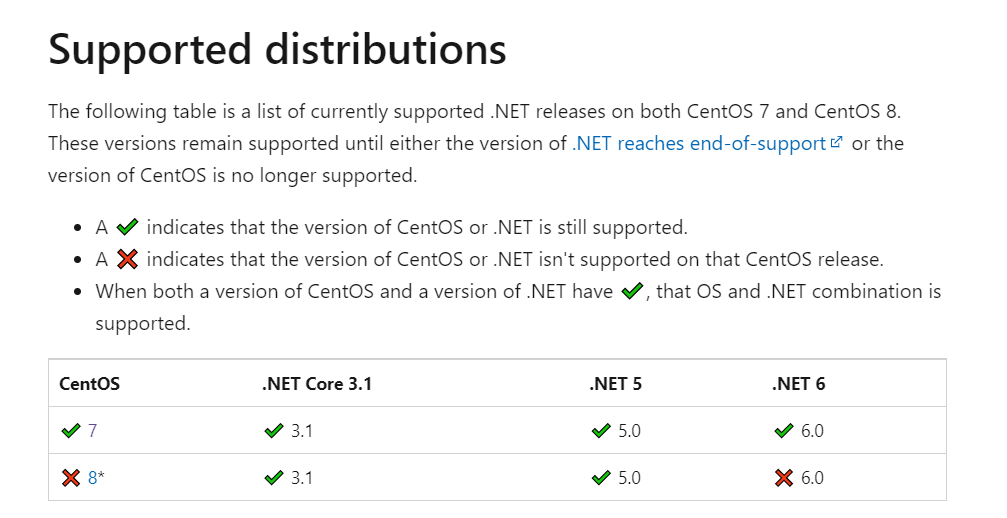 Supported distributions
The following table is a list of currently supported .NET releases on both CentOS 7 and CentOS 8.
These versions remain supported until either the version of .NET reaches end-of-support or the
version of CentOS is no longer supported.
• A ✔ indicates that the version of CentOS or .NET is still supported.
• A ❌ indicates that the version of CentOS or .NET isn't supported on that CentOS release.
• When both a version of CentOS and a version of .NET have ✔, that OS and .NET combination is
supported.
CentOS .NET Core 3.1 .NET 5 .NET 6
✔ 7 ✔ 3.1 ✔ 5.0 ✔ 6.0
❌ 8* ✔ 3.1 ✔ 5.0 ❌ 6.0